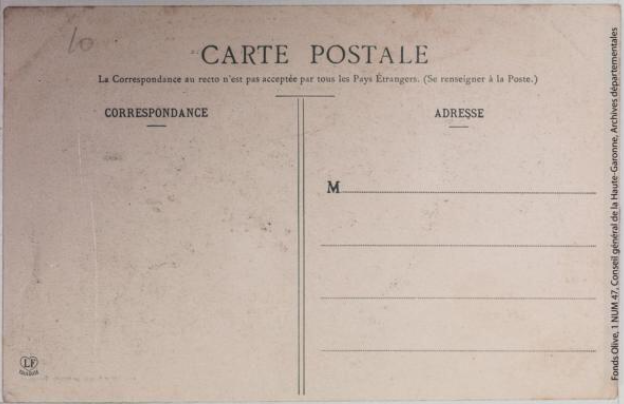 10
CARTE POSTALE
La Correspondance au recto n'est pas acceptée par tous les Pays Étrangers. (Se renseigner à la Poste.)
CORRESPONDANCE
ADRESSE
M
LF
Fonds Olive, 1 NUM 47, Conseil général de la Haute-Garonne, Archives départementales